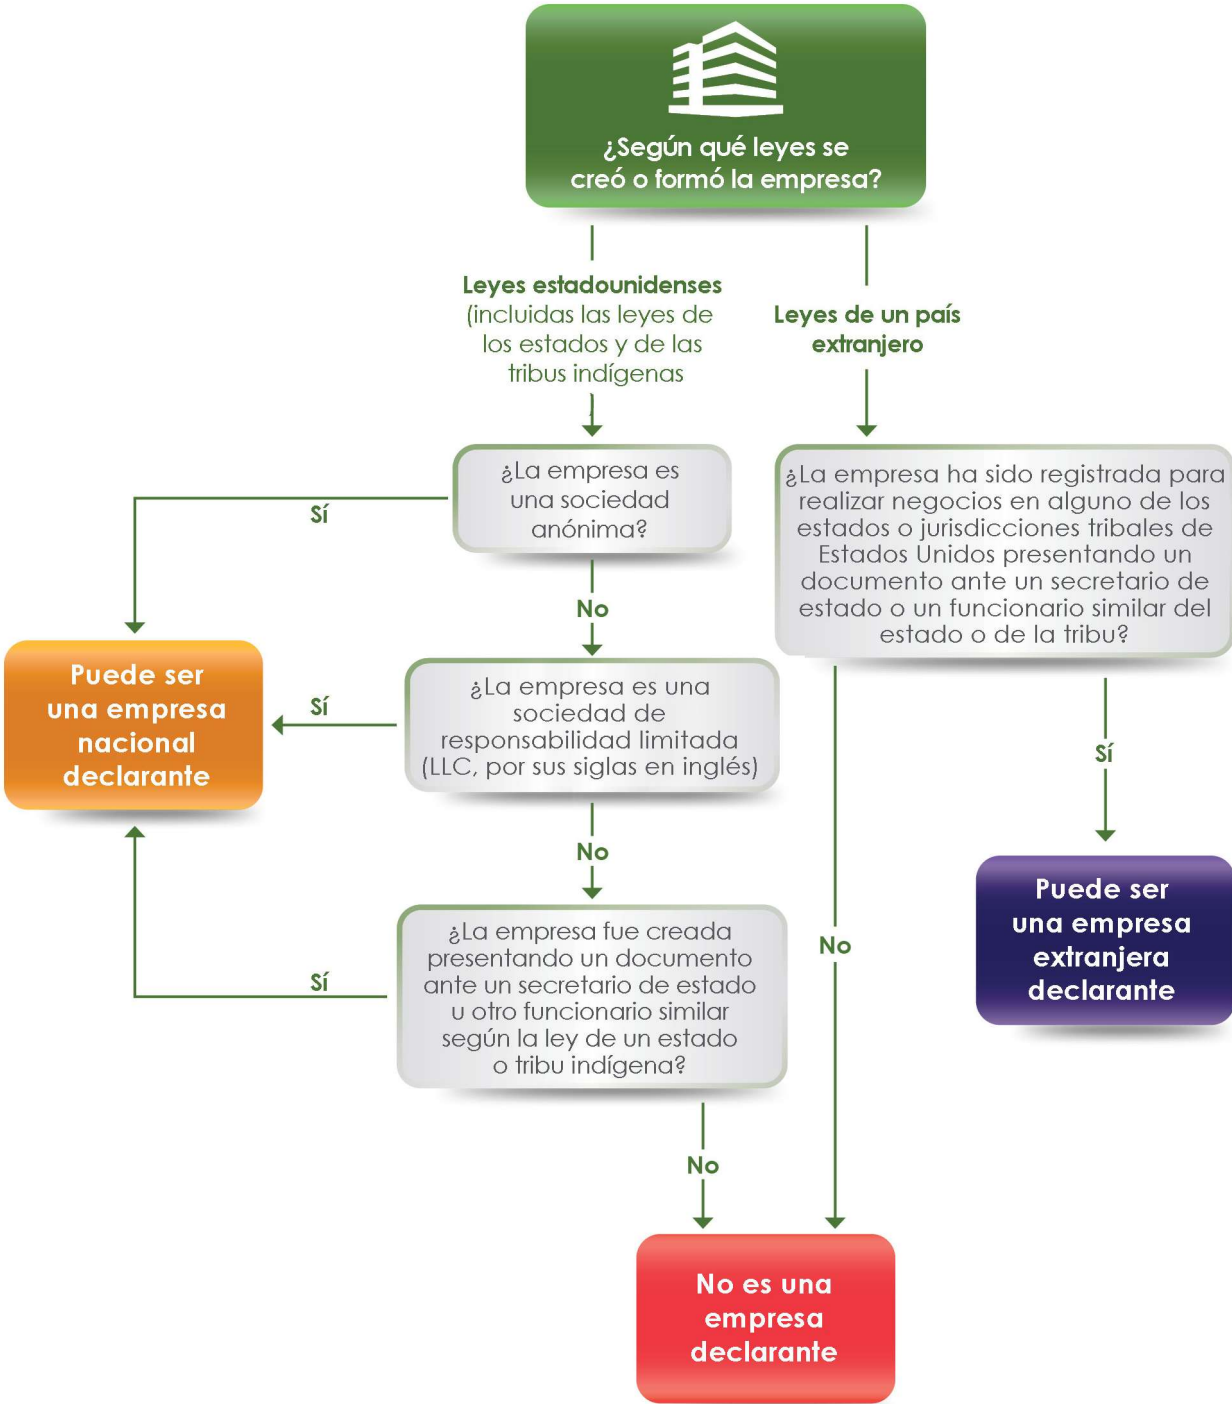 ¿Según qué leyes se
creó o formó la empresa?
Leyes estadounidenses
(incluidas las leyes de
los estados y de las
tribus indígenas
)
Leyes de un país
extranjero
¿La empresa es
una sociedad
anónima?
Sí
No
¿La empresa ha sido registrada para
realizar negocios en alguno de los
estados o jurisdicciones tribales de
Estados Unidos presentando un
documento ante un secretario de
estado o un funcionario similar del
estado o de la tribu?
Puede ser
una empresa
nacional
declarante
Sí
¿La empresa es una
sociedad de
responsabilidad limitada
(LLC, por sus siglas en inglés)
Sí
No
Puede ser
una empresa
extranjera
declarante
¿La empresa fue creada
presentando un documento
ante un secretario de estado
u otro funcionario similar
según la ley de un estado
o tribu indígena?
Sí
No
No
No es una
empresa
declarante